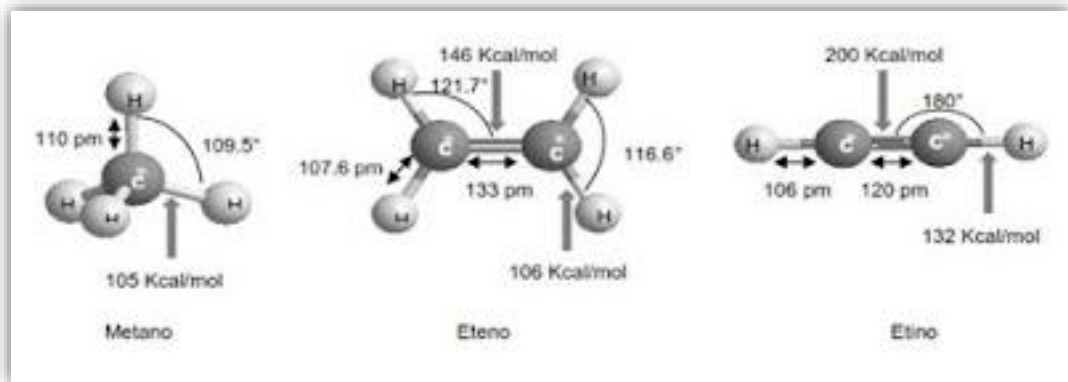 H
110 pm
109.5°
C
H
H
H
105 Kcal/mol
Metano
146 Kcal/mol
H
121.7°
H
C
C
107.6 pm
133 pm
116.6°
H
H
106 Kcal/mol
Eteno
200 Kcal/mol
180°
H
C
C
H
106 pm
120 pm
132 Kcal/mol
Etino